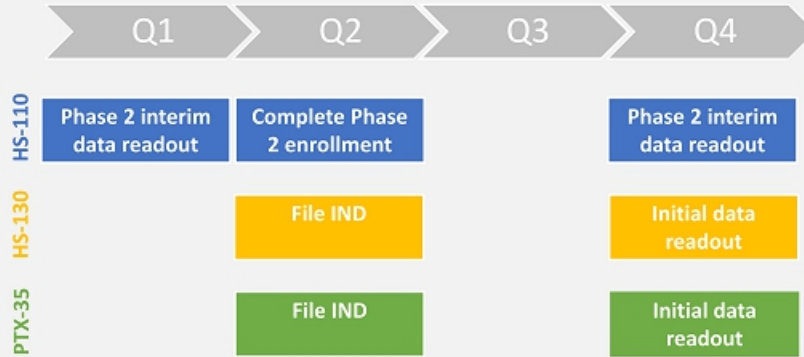 Q1 Q2 Q3 Q4
HS-110
Phase 2 interim
data readout
Complete Phase
2 enrollment
Phase 2 interim
data readout
HS-130
File IND
Initial data
readout
PTX-35
File IND
Initial data
readout